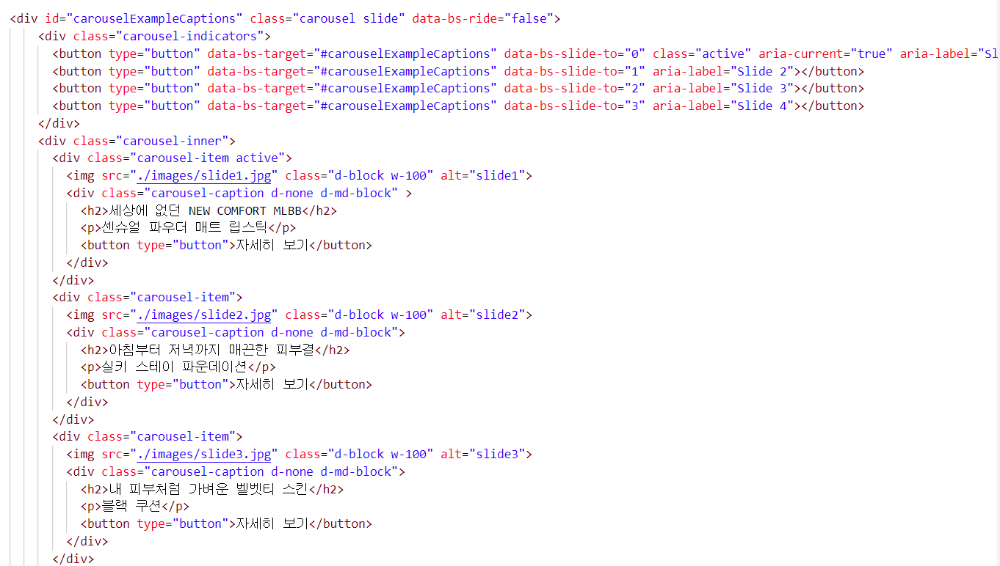 <div id="carouselExampleCaptions" class="carousel slide" data-bs-ride="false">
<div class="carousel-indicators">
<button type="button" data-bs-target="#carouselExampleCaptions" data-bs-slide-to="0" class="active" aria-current="true" aria-label="Sl
<button type="button" data-bs-target="#carouselExampleCaptions" data-bs-slide-to="1" aria-label="Slide 2"></button>
<button type="button" data-bs-target="#carouselExampleCaptions" data-bs-slide-to="2" aria-label="Slide 3"></button>
<button type="button" data-bs-target="#carouselExampleCaptions" data-bs-slide-to="3" aria-label="Slide 4"></button>
</div>
<div class="carousel-inner">
<div class="carousel-item active">
<img src="./images/slide1.jpg" class="d-block w-100" alt="slide1">
<div class="carousel-caption d-none d-md-block" >
<h2>세상에 없던 NEW COMFORT MLBB</h2>
<p>센슈얼 파우더 매트 립스틱</p>
<button type="button">자세히 보기</button>
</div>
</div>
<div class="carousel-item">
<img src="./images/slide2.jpg" class="d-block w-100" alt="slide2">
<div class="carousel-caption d-none d-md-block">
<h2>아침부터 저녁까지 매끈한 피부결</h2>
<p>실키 스테이 파운데이션</p>
<button type="button">자세히 보기</button>
</div>
</div>
<div class="carousel-item">
<img src="./images/slide3.jpg" class="d-block w-100" alt="slide3">
<div class="carousel-caption d-none d-md-block">
<h2>내 피부처럼 가벼운 벨벳티 스킨</h2>
<p>블랙 쿠션</p>
<button type="button">자세히 보기</button>
</div>
</div>